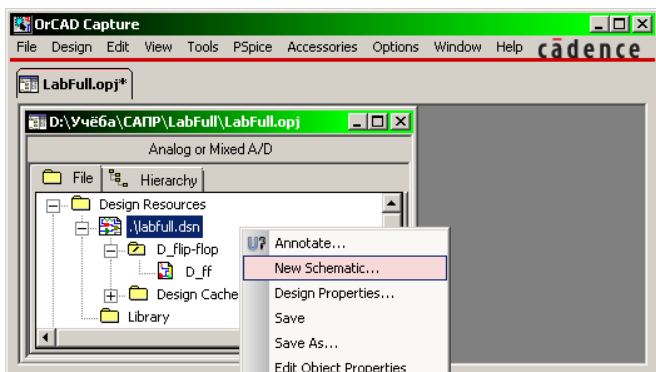 OrCAD Capture
File Design Edit View Tools PSpice Accessories Options Window Help cādence
LabFull.opj*
D:\Учёба\САПР\LabFull\LabFull.opj
Analog or Mixed A/D
File Hierarchy
Design Resources
.\labfull.dsn
D_flip-flop
D_ff
Design Cache
Library
U? Annotate...
New Schematic...
Design Properties...
Save
Save As...
Edit Object Properties